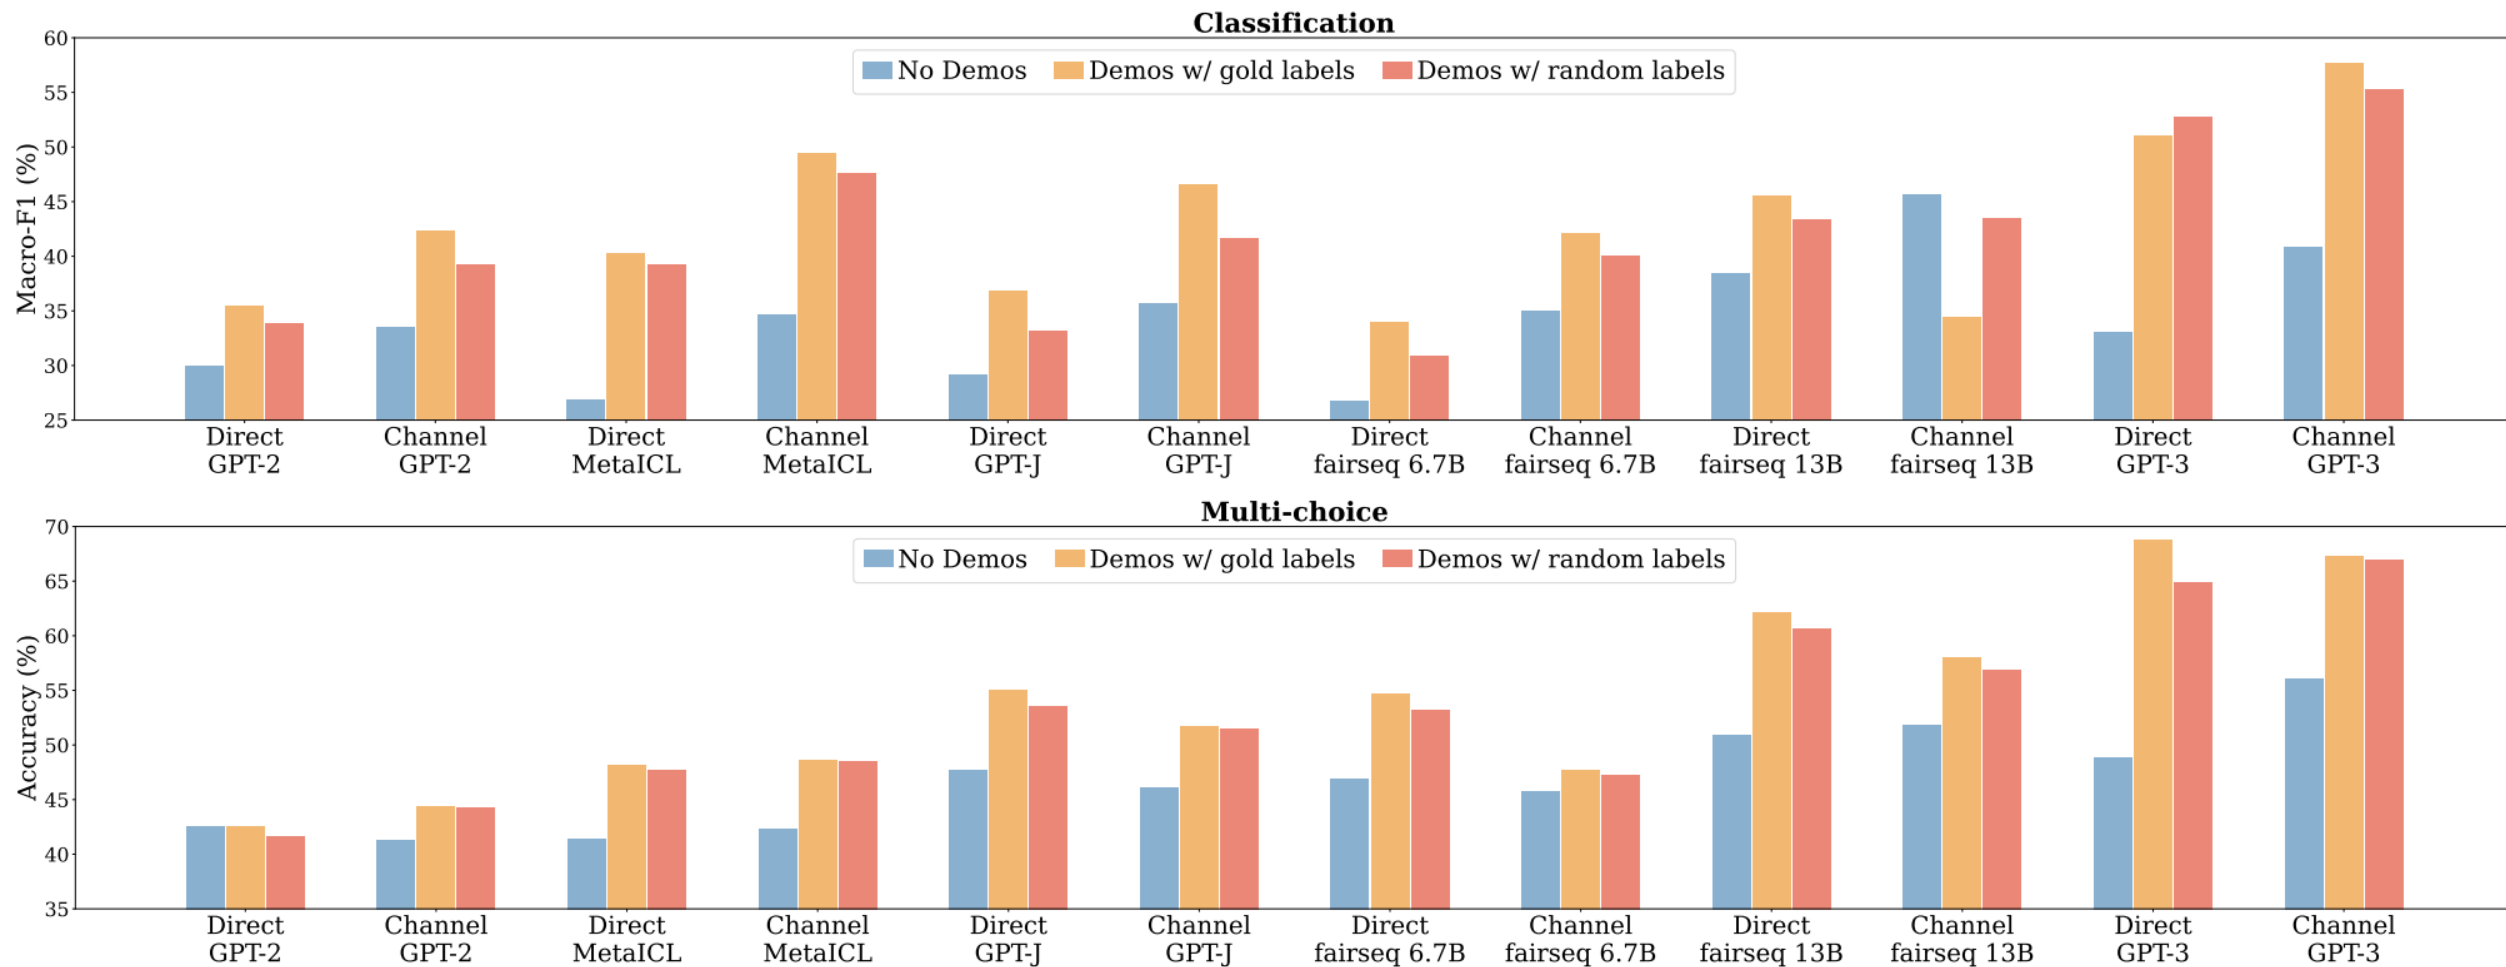 Classification
No Demos Demos w/ gold labels Demos w/ random labels
Macro-F1 (%)
60
55
50
45
40
35
30
25
Direct GPT-2
Channel GPT-2
Direct MetaICL
Channel MetaICL
Direct GPT-J
Channel GPT-J
Direct fairseq 6.7B
Channel fairseq 6.7B
Direct fairseq 13B
Channel fairseq 13B
Direct GPT-3
Channel GPT-3
Multi-choice
No Demos Demos w/ gold labels Demos w/ random labels
Accuracy (%)
70
65
60
55
50
45
40
35
Direct GPT-2
Channel GPT-2
Direct MetaICL
Channel MetaICL
Direct GPT-J
Channel GPT-J
Direct fairseq 6.7B
Channel fairseq 6.7B
Direct fairseq 13B
Channel fairseq 13B
Direct GPT-3
Channel GPT-3